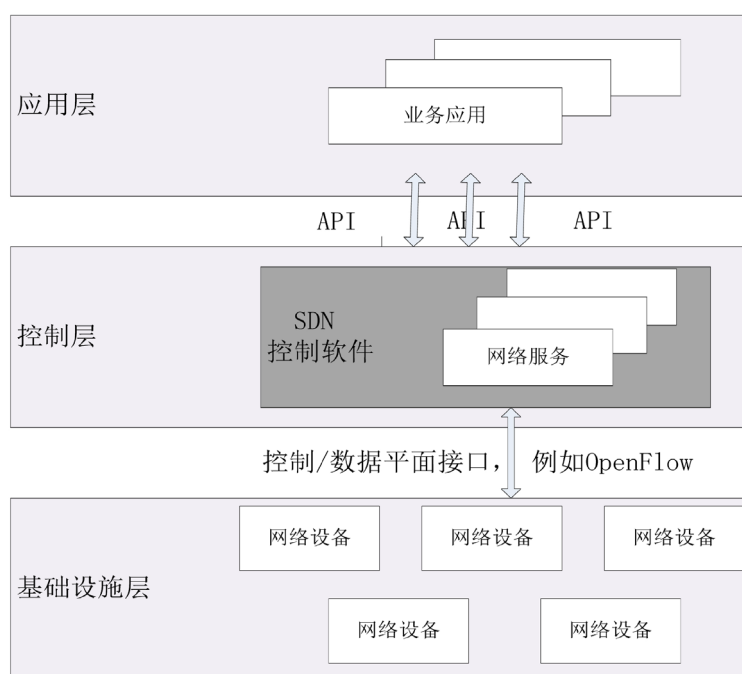 应用层
业务应用
API
API
API
控制层
SDN
控制软件
网络服务
控制/数据平面接口，
例如OpenFlow
基础设施层
网络设备
网络设备
网络设备
网络设备
网络设备